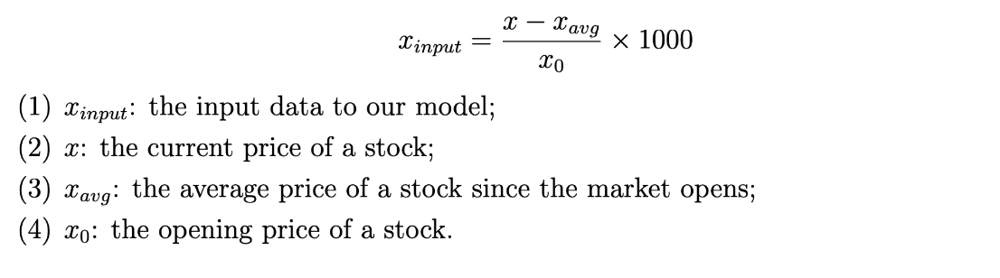 x_{input} = \frac{x - x_{avg}}{x_0} × 1000
(1) x_{input}: the input data to our model;
(2) x: the current price of a stock;
(3) x_{avg}: the average price of a stock since the market opens;
(4) x_0: the opening price of a stock.